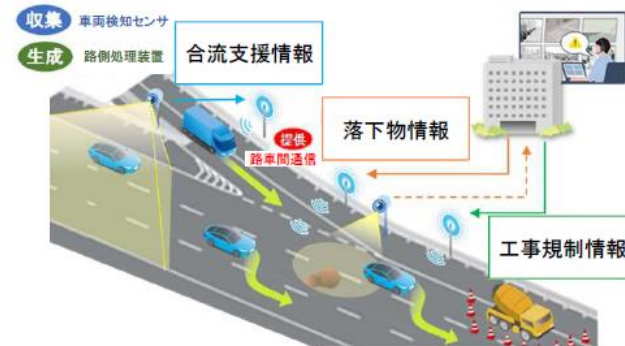 収集 車両検知センサ
生成 路側処理装置
合流支援情報
提供
路車間通信
落下物情報
工事規制情報